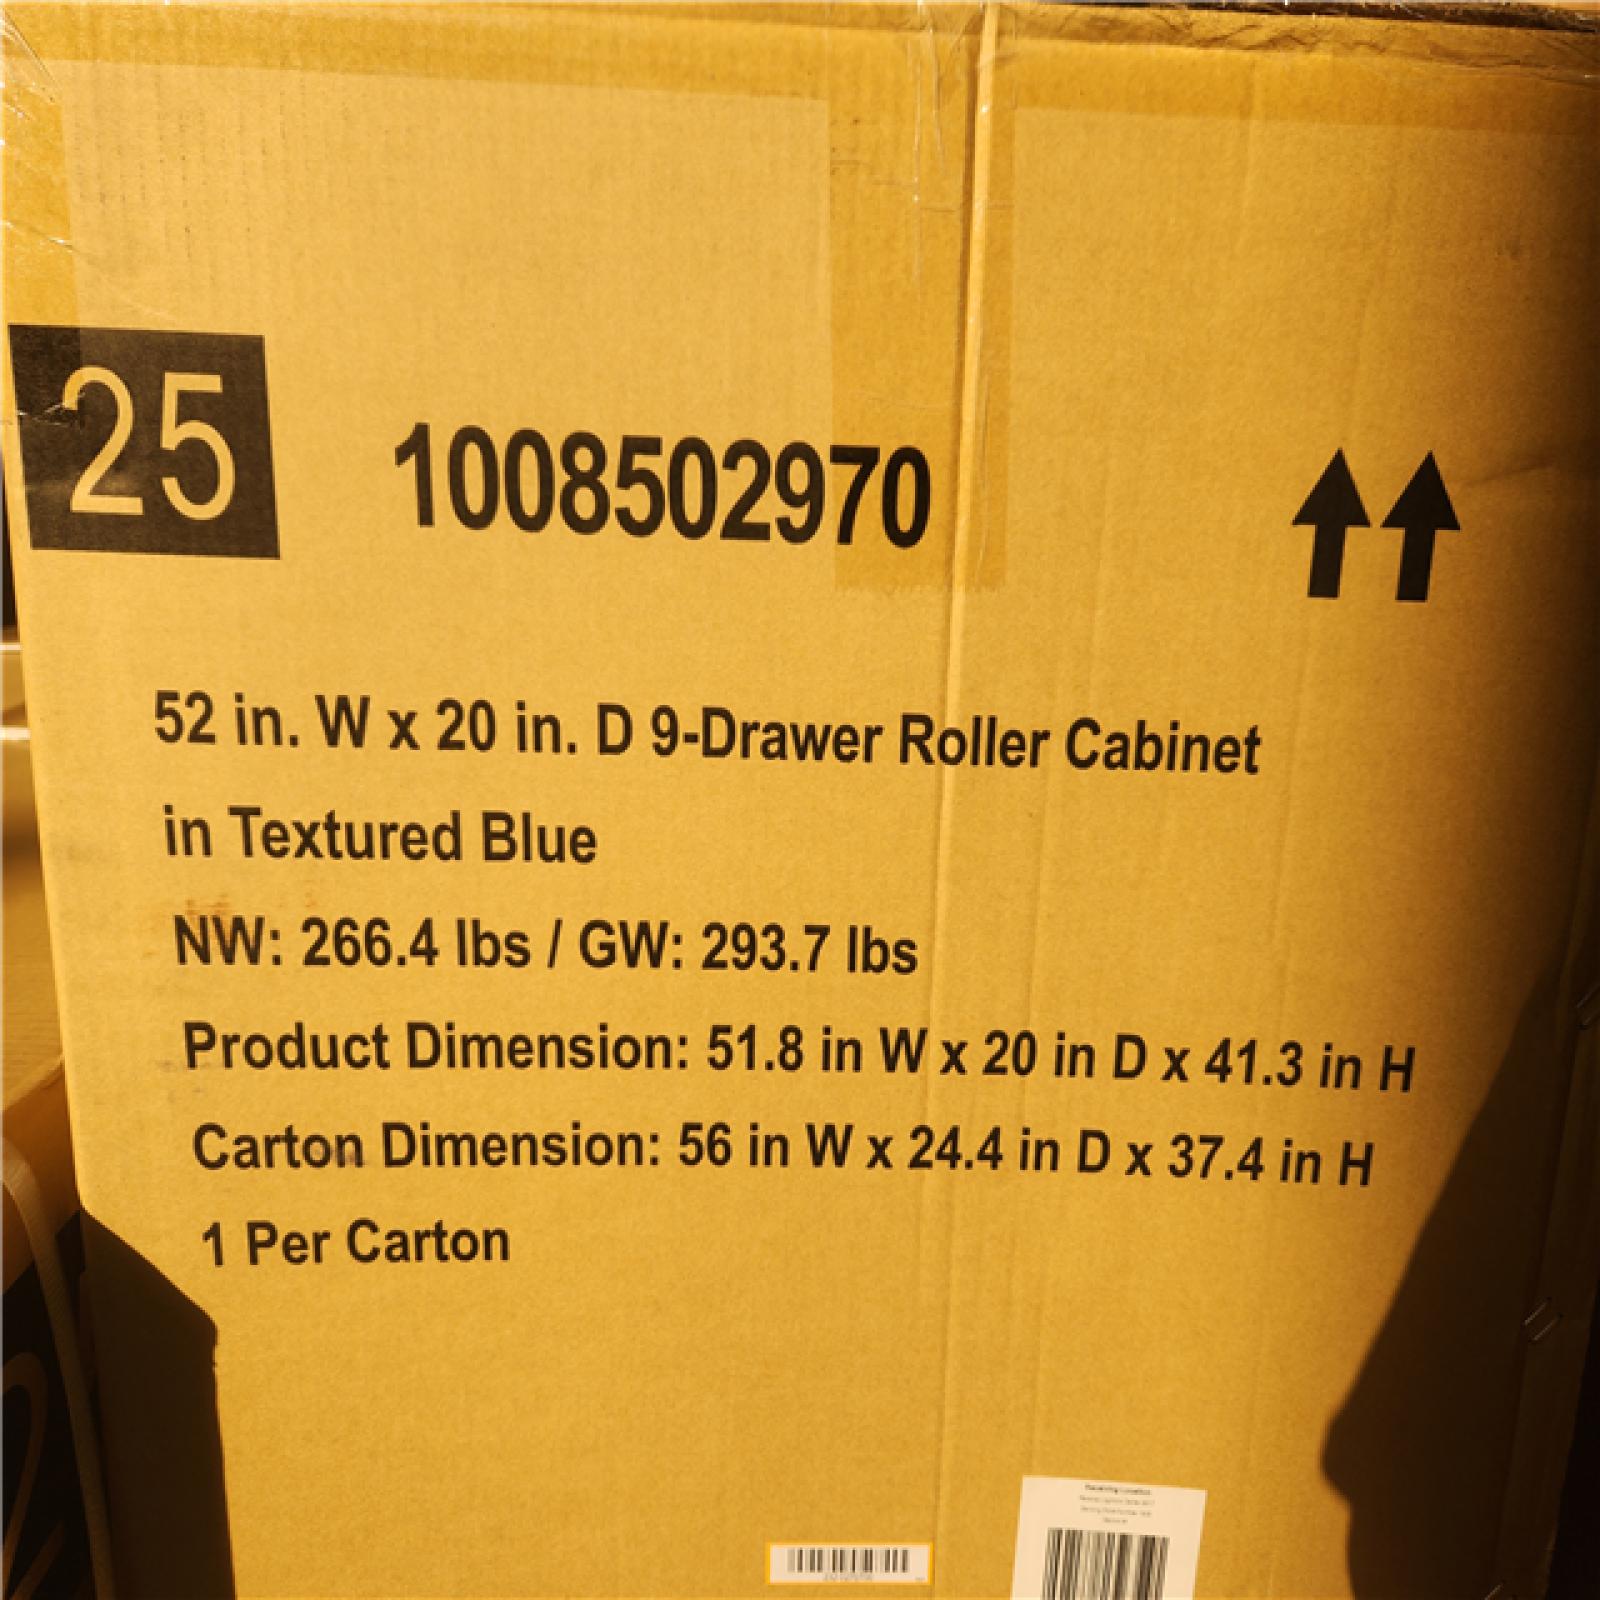 25
1008502970
52 in. W x 20 in. D 9-Drawer Roller Cabinet
in Textured Blue
NW: 266.4 lbs / GW: 293.7 lbs
Product Dimension: 51.8 in W x 20 in D x 41.3 in H
Carton Dimension: 56 in W x 24.4 in D x 37.4 in H
1 Per Carton
Receiving Location